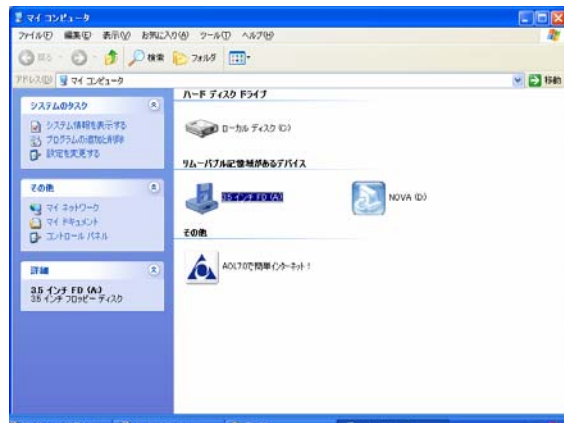 マイ コンピュータ
ファイル(F) 編集(E) 表示(V) お気に入り(A) ツール(T) ヘルプ(H)
戻る 検索 フォルダ
アドレス(D) マイ コンピュータ 移動
システムのタスク
システム情報を表示する
プログラムの追加と削除
設定を変更する
その他
マイ ネットワーク
マイ ドキュメント
コントロール パネル
詳細
3.5 インチ FD (A:)
3.5 インチ フロッピー ディスク
ハード ディスク ドライブ
ローカル ディスク (C:)
リムーバブル記憶域があるデバイス
3.5 インチ FD (A:)
NOVA (D:)
その他
AOL7.0で簡単インターネット!